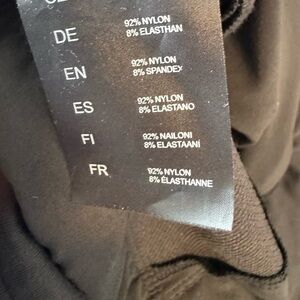 DE
92% NYLON
8% ELASTHAN
EN
92% NYLON
8% SPANDEX
ES
92% NYLON
8% ELASTANO
FI
92% NAILONI
8% ELASTAANI
FR
92% NYLON
8% ÉLASTHANNE